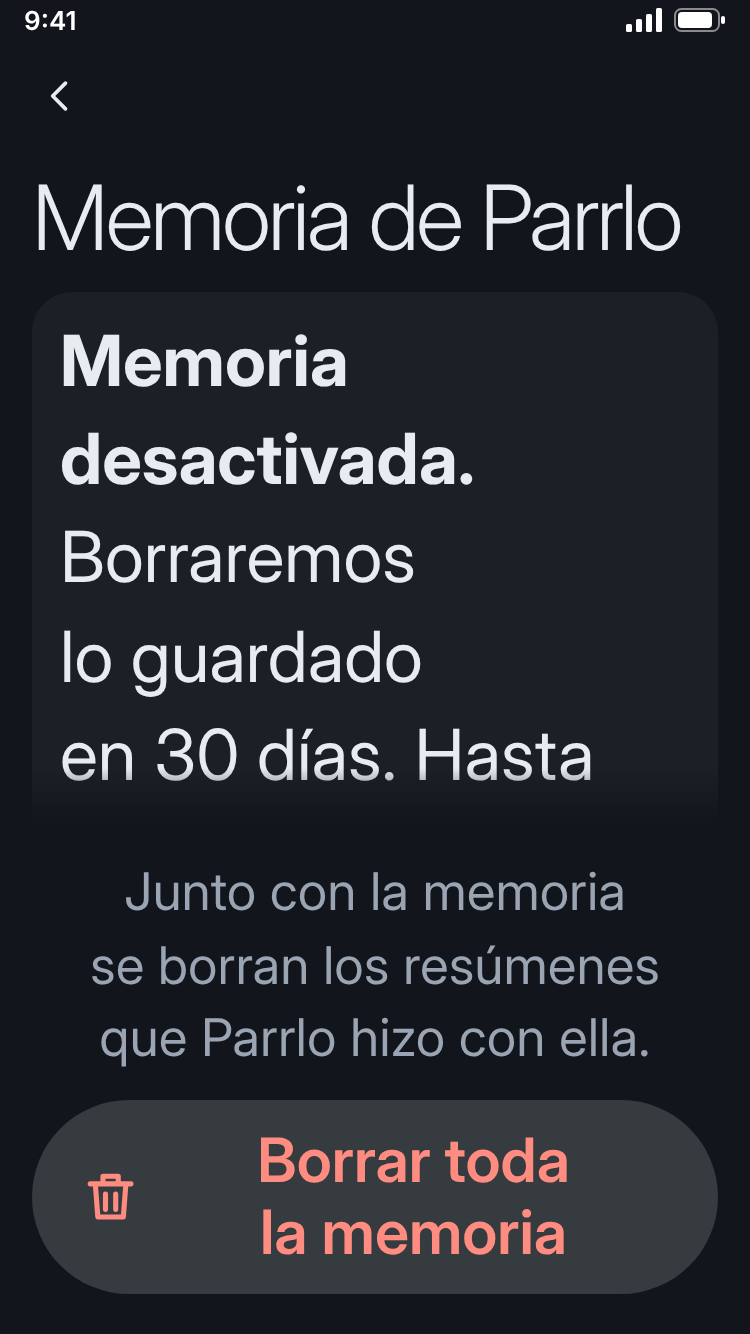 9:41
Memoria de Parrlo
Memoria
desactivada.
Borraremos
lo guardado
en 30 días. Hasta
Junto con la memoria
se borran los resúmenes
que Parrlo hizo con ella.
Borrar toda
la memoria